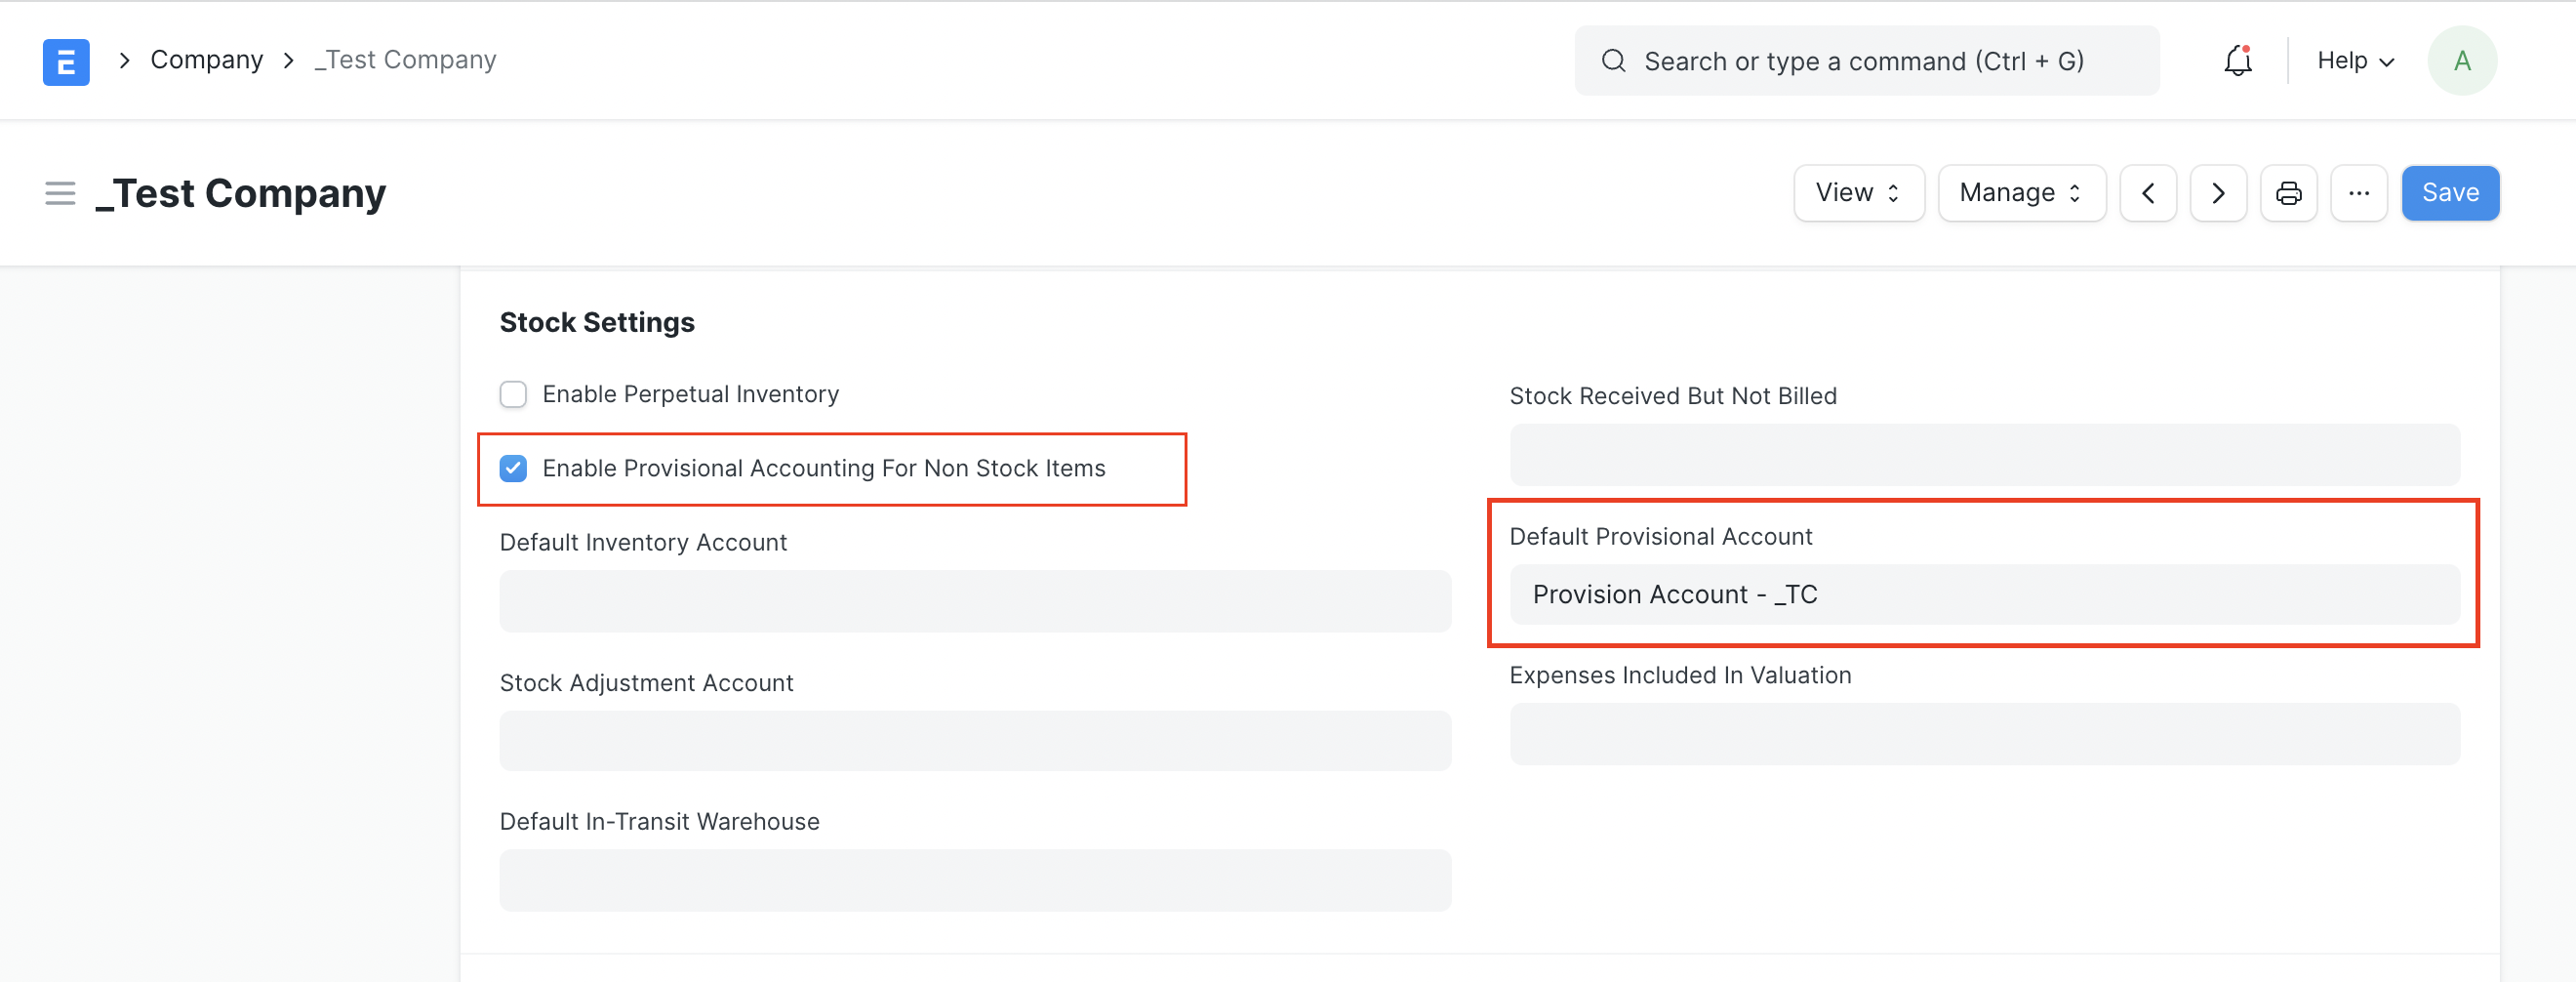 E > Company > _Test Company
Search or type a command (Ctrl + G)
Help
A
_Test Company
View
Manage
Save
Stock Settings
Enable Perpetual Inventory
Stock Received But Not Billed
Enable Provisional Accounting For Non Stock Items
Default Provisional Account
Provision Account - _TC
Default Inventory Account
Expenses Included In Valuation
Stock Adjustment Account
Default In-Transit Warehouse